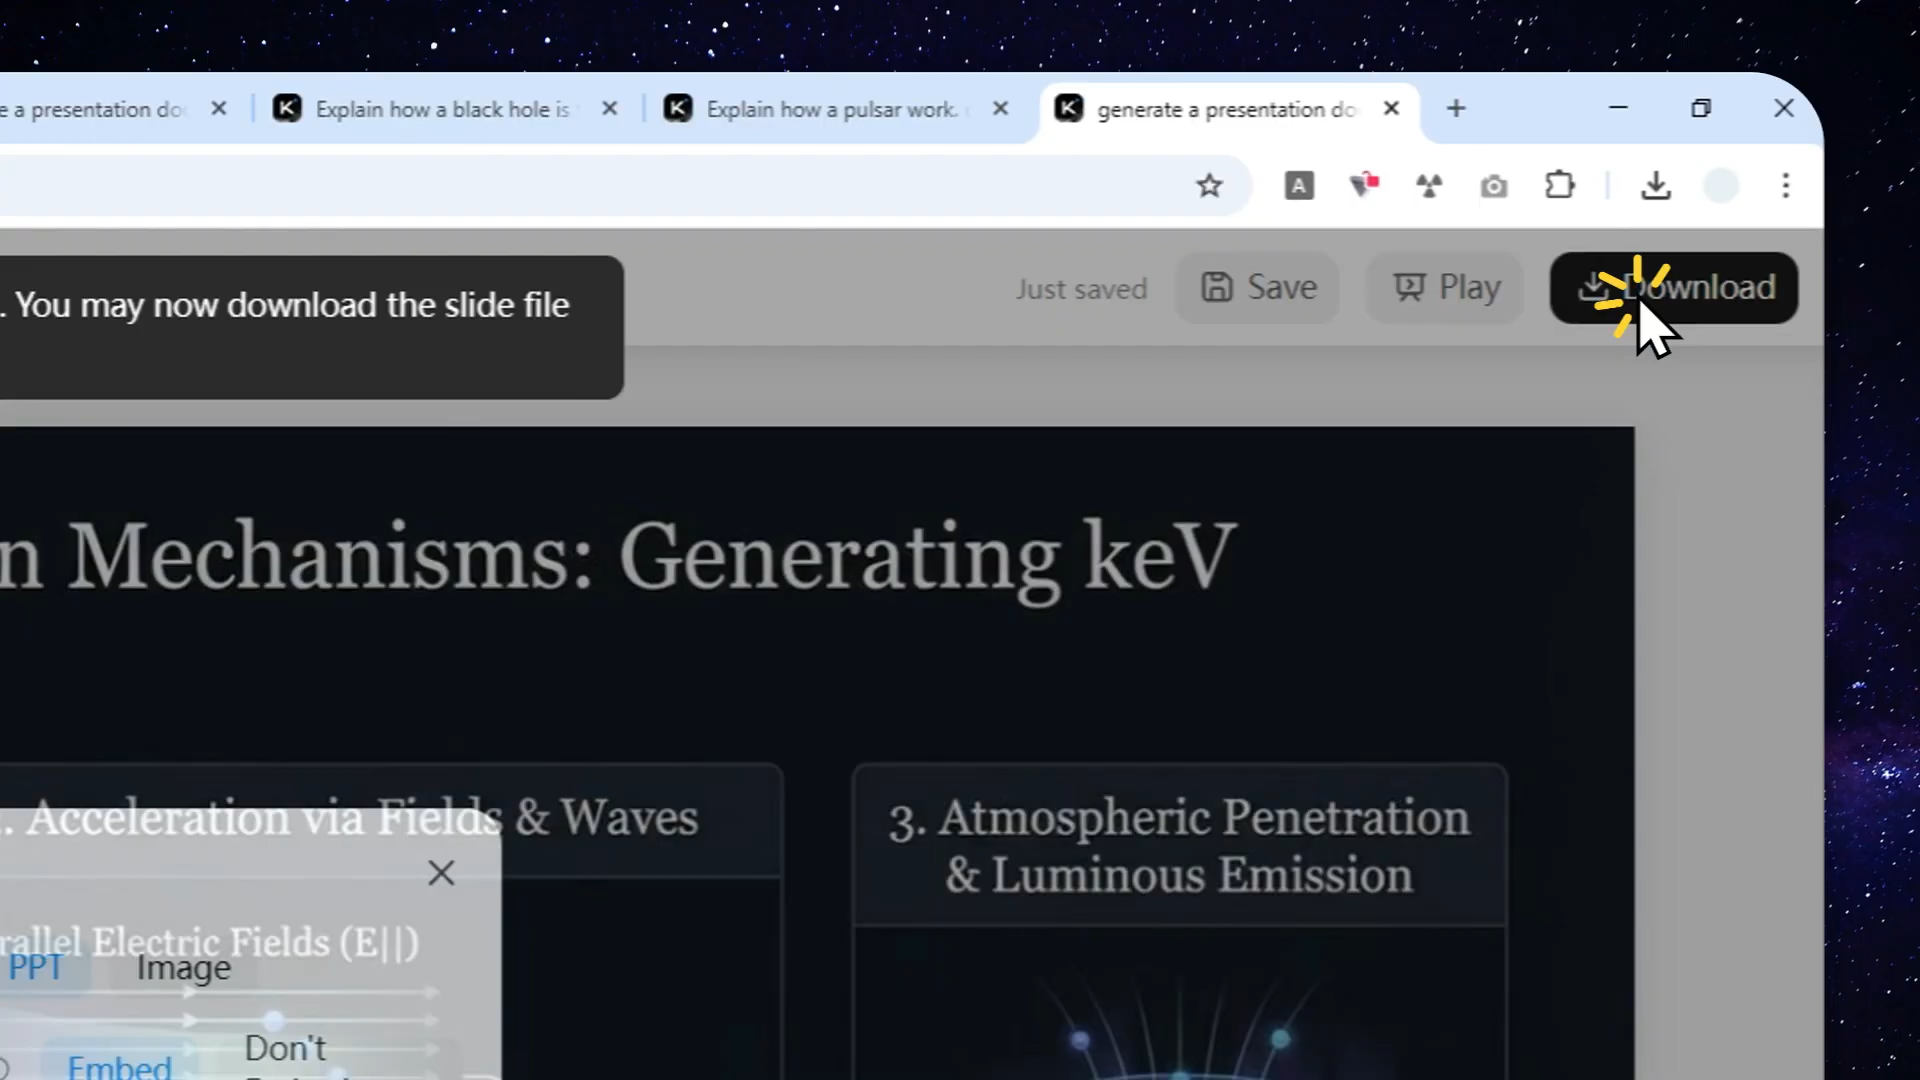 e a presentation do
Explain how a black hole is
Explain how a pulsar work.
generate a presentation do
A
. You may now download the slide file
Just saved
Save
Play
Download
n Mechanisms: Generating keV
. Acceleration via Fields & Waves
3. Atmospheric Penetration
& Luminous Emission
rallel Electric Fields (E||)
PPT
Image
Don't
Embed